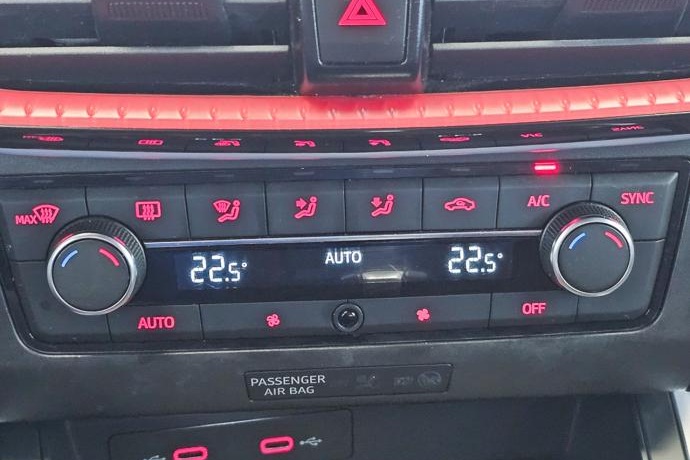 MAX
A/C
SYNC
22.5°
AUTO
22.5°
AUTO
OFF
PASSENGER
AIR BAG